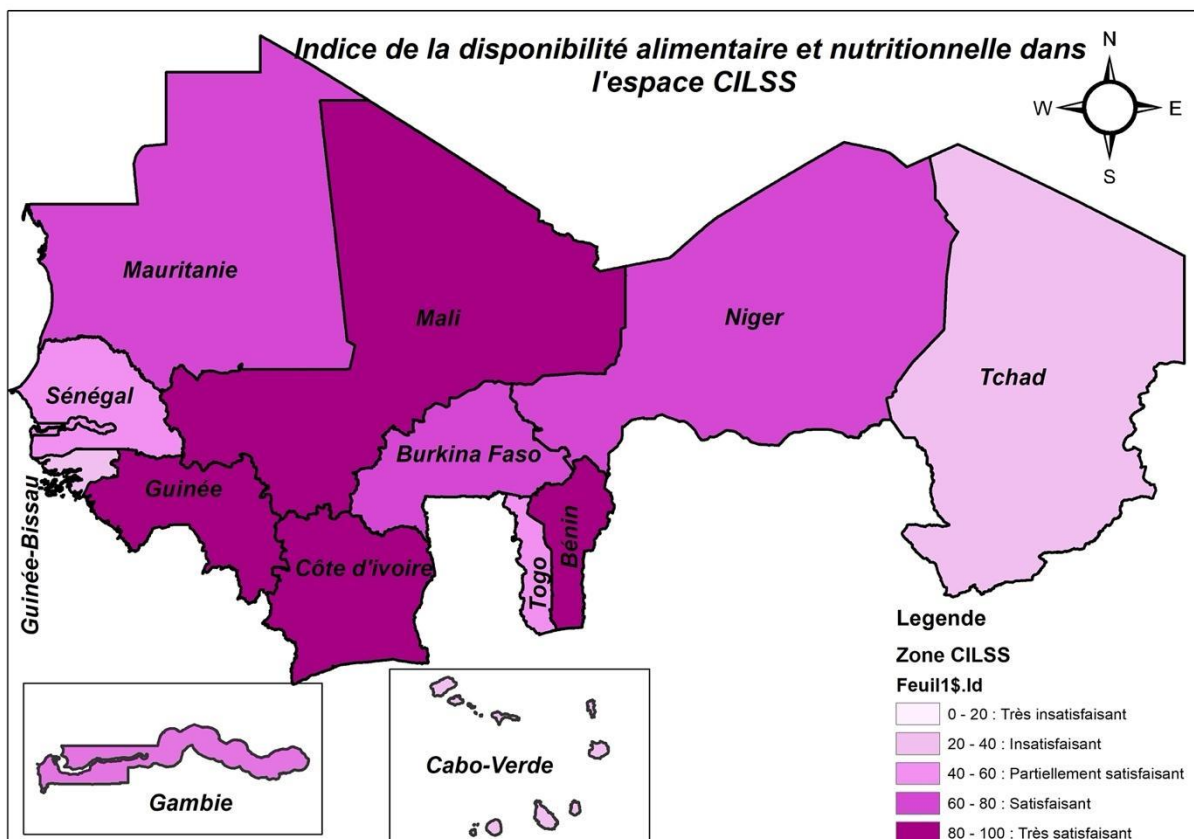 Indice de la disponibilité alimentaire et nutritionnelle dans
l'espace CILSS
N
W
E
S
Mauritanie
Mali
Niger
Tchad
Sénégal
Burkina Faso
Guinée-Bissau
Guinée
Côte d'ivoire
Togo
Bénin
Gambie
Cabo-Verde
Legende
Zone CILSS
Feuil1$.Id
0 - 20 : Très insatisfaisant
20 - 40 : Insatisfaisant
40 - 60 : Partiellement satisfaisant
60 - 80 : Satisfaisant
80 - 100 : Très satisfaisant